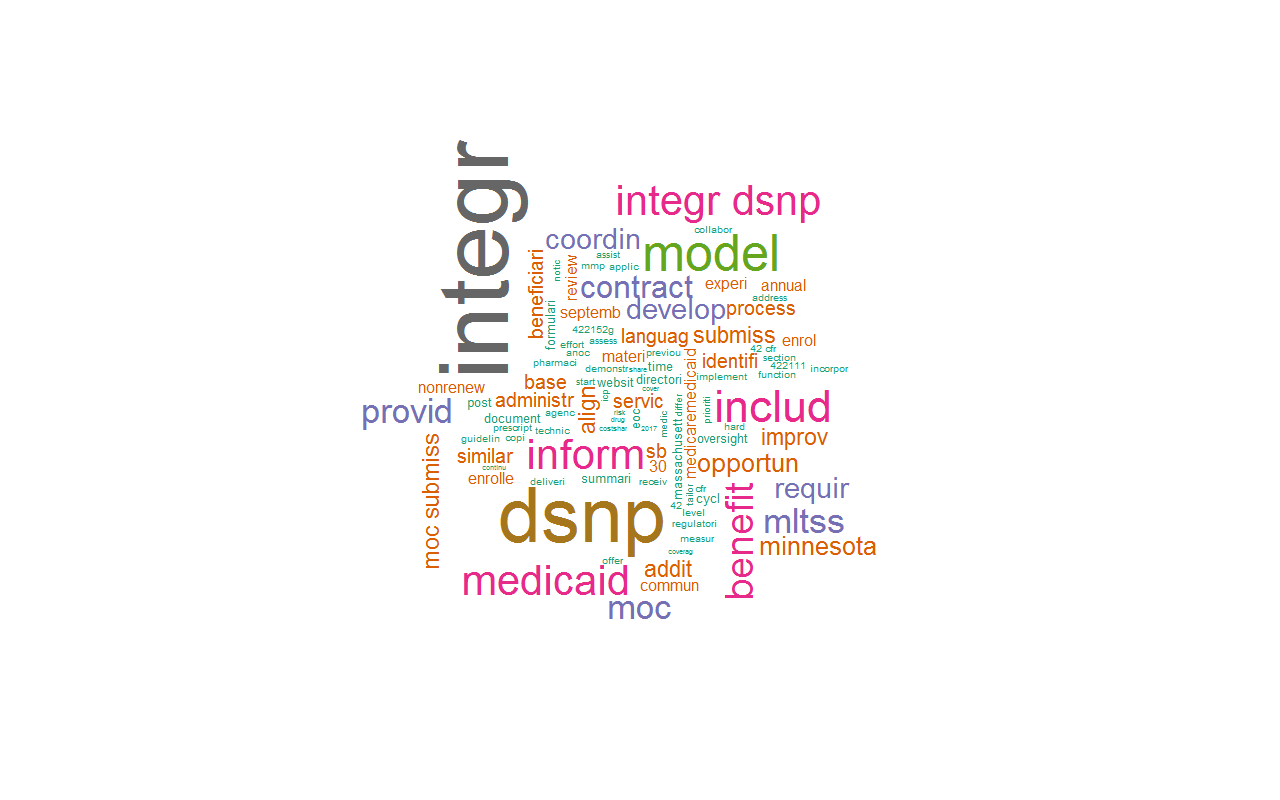 integr
integr dsnp
collabor
coordin
model
assist
notic
mmp
applic
review
beneficiari
contract
experi
annual
address
formulari
septemb
develop
process
422152g
languag
submiss
enrol
effort
assess
anoc
materi
previou
42 cfr
section
pharmaci
demonstr
share
time
identifi
422111
incorpor
medicaremedicaid
implement
function
nonrenew
base
start
websit
directori
cover
icp
post
administr
align
servic
differ
prioriti
includ
provid
document
agenc
risk
drug
eoc
medic
massachusett
hard
prescript
technic
costshar
2017
oversight
improv
guidelin
copi
similar
inform
sb
30
opportun
continu
moc submiss
enrolle
deliveri
summari
receiv
tailor
cfr
cycl
requir
42
level
benefit
dsnp
regulatori
mltss
measur
minnesota
coverag
offer
medicaid
addit
commun
moc